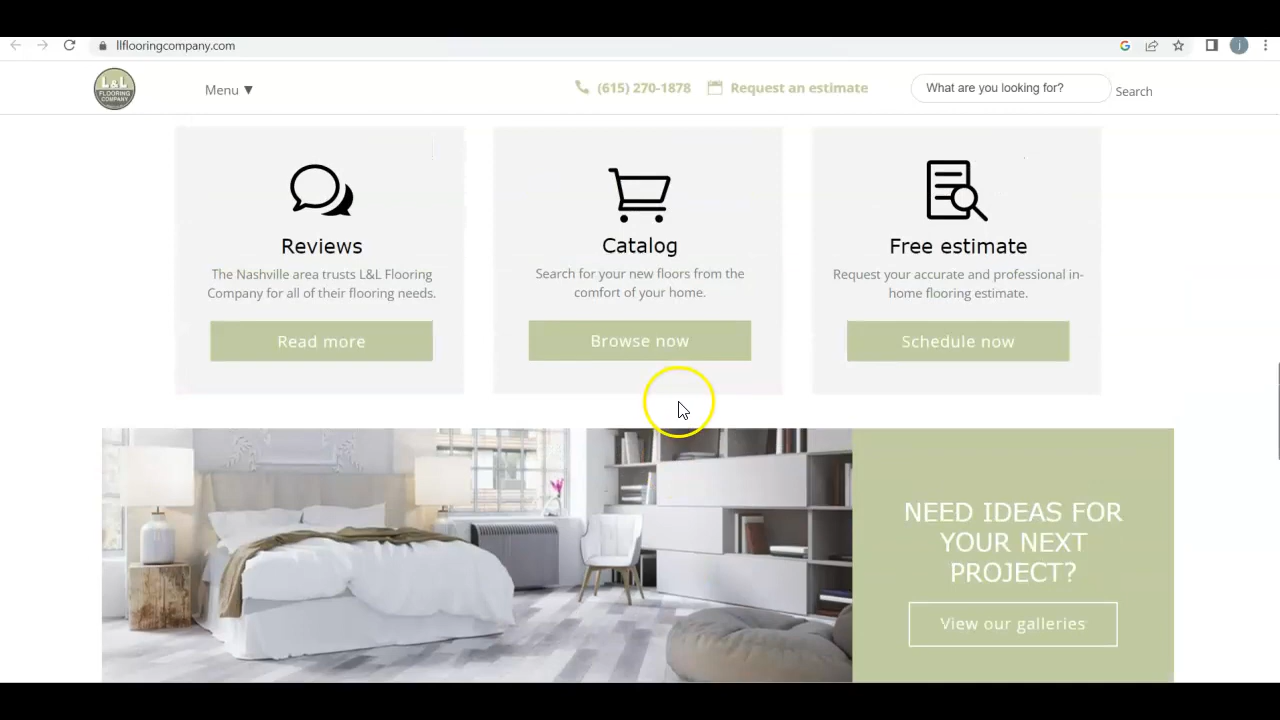 llflooringcompany.com
L&L
FLOORING
COMPANY
Menu ▼
(615) 270-1878
Request an estimate
What are you looking for?
Search
Reviews
The Nashville area trusts L&L Flooring
Company for all of their flooring needs.
Read more
Catalog
Search for your new floors from the
comfort of your home.
Browse now
Free estimate
Request your accurate and professional in-
home flooring estimate.
Schedule now
NEED IDEAS FOR
YOUR NEXT
PROJECT?
View our galleries